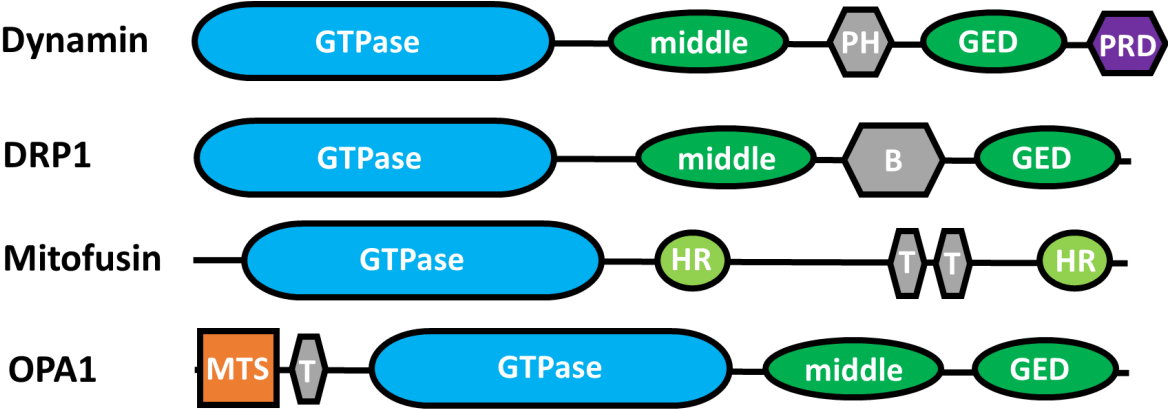 Dynamin GTPase middle PH GED PRD
DRP1 GTPase middle B GED
Mitofusin GTPase HR T T HR
OPA1 MTS T GTPase middle GED